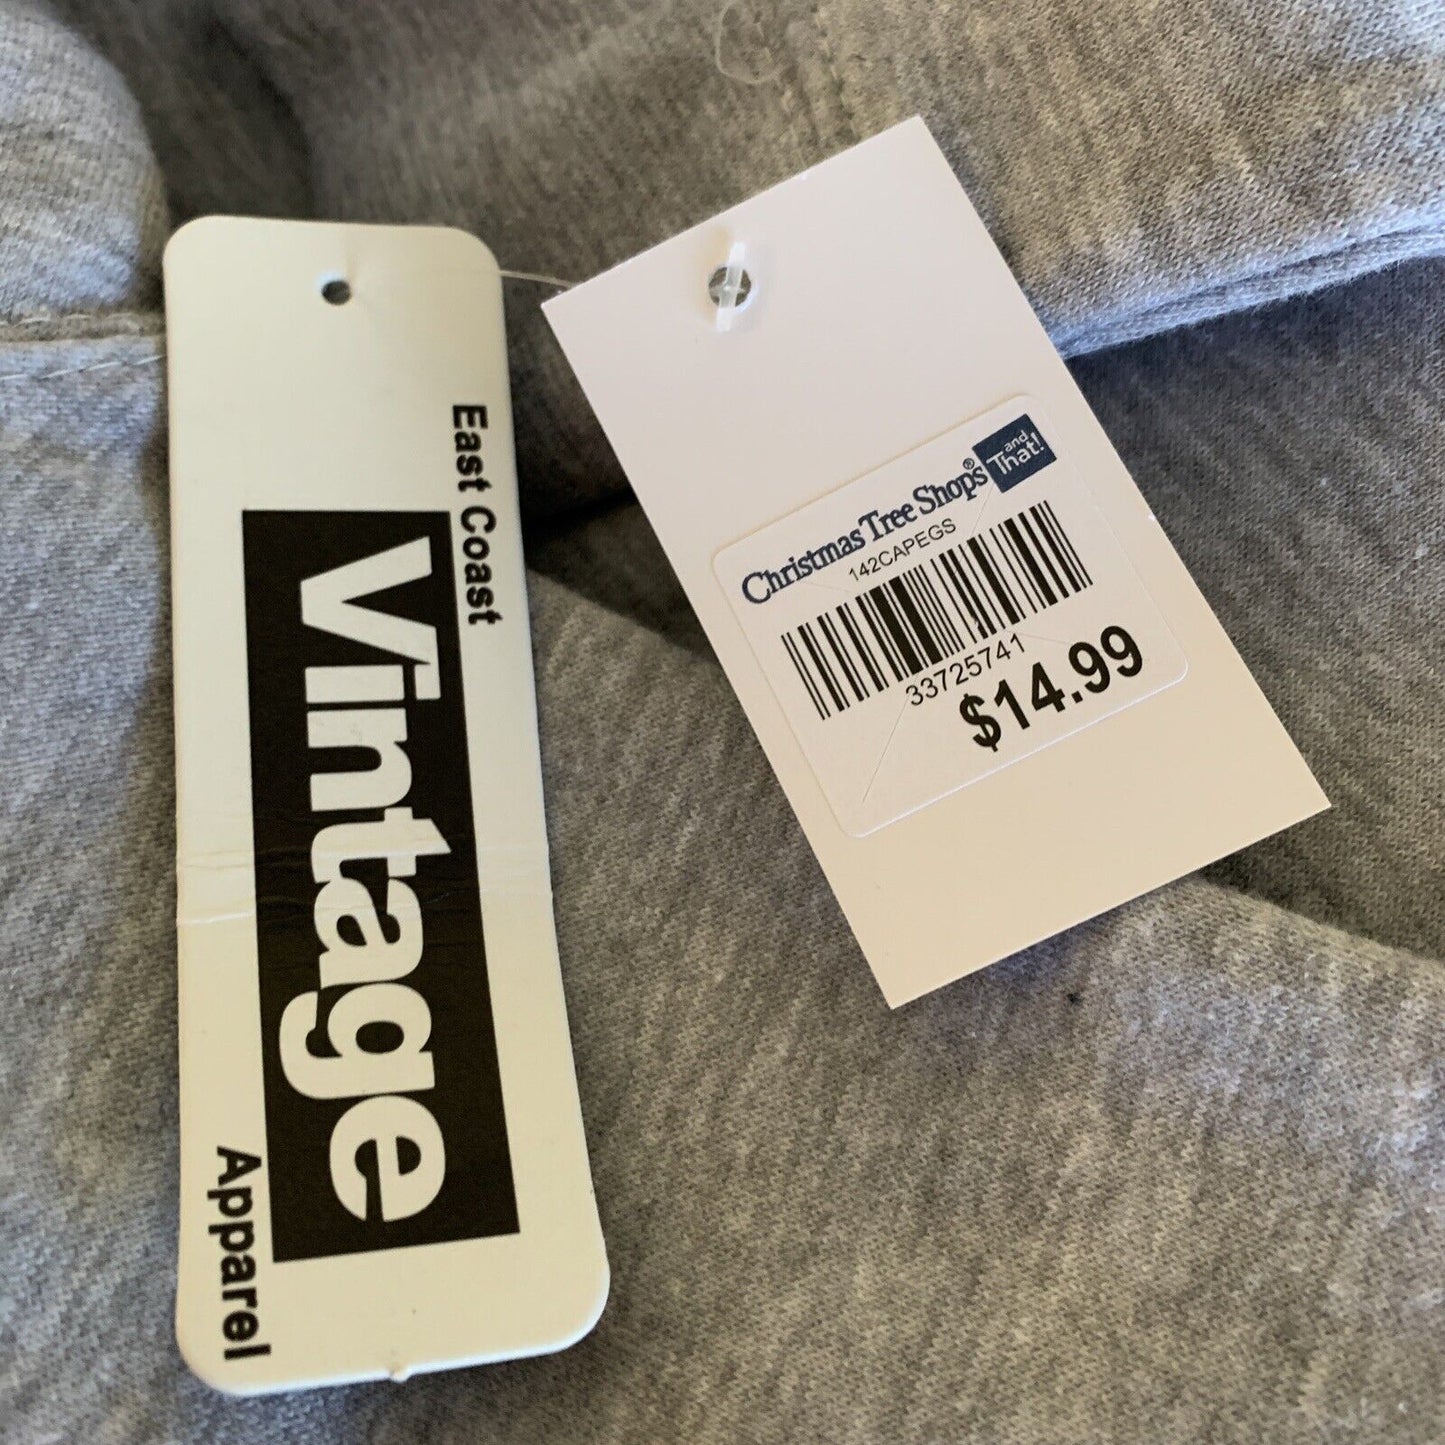 East Coast
Vintage
Apparel
Christmas Tree Shops®
and
That!
142CAPEGS
33725741
$14.99